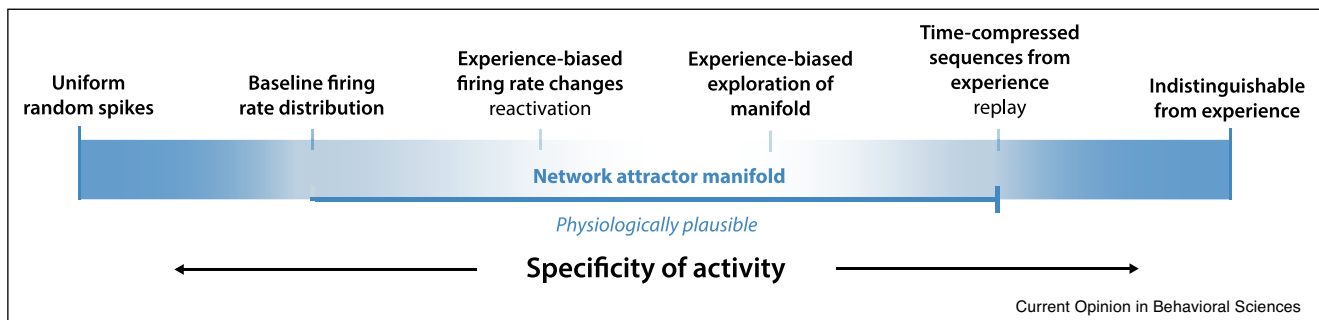 Uniform
random spikes
Baseline firing
rate distribution
Experience-biased
firing rate changes
reactivation
Experience-biased
exploration of
manifold
Time-compressed
sequences from
experience
replay
Indistinguishable
from experience
Network attractor manifold
Physiologically plausible
Specificity of activity
Current Opinion in Behavioral Sciences